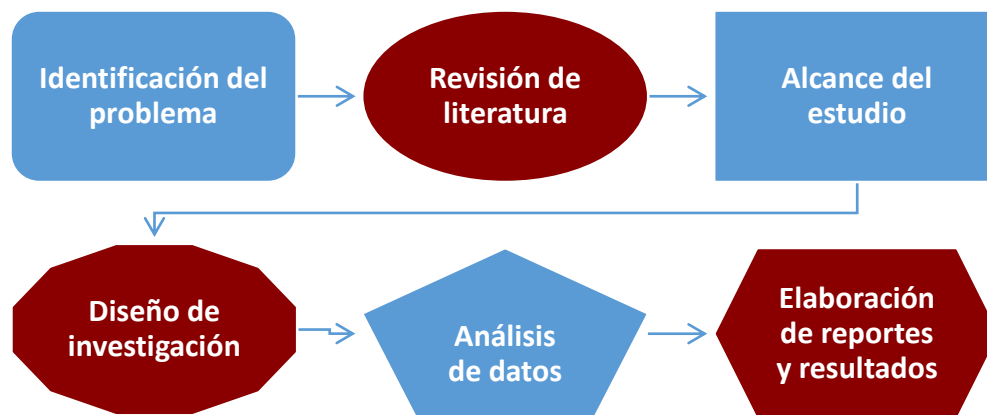 Identificación del
problema
Revisión de
literatura
Alcance del
estudio
Diseño de
investigación
Análisis
de datos
Elaboración
de reportes
y resultados